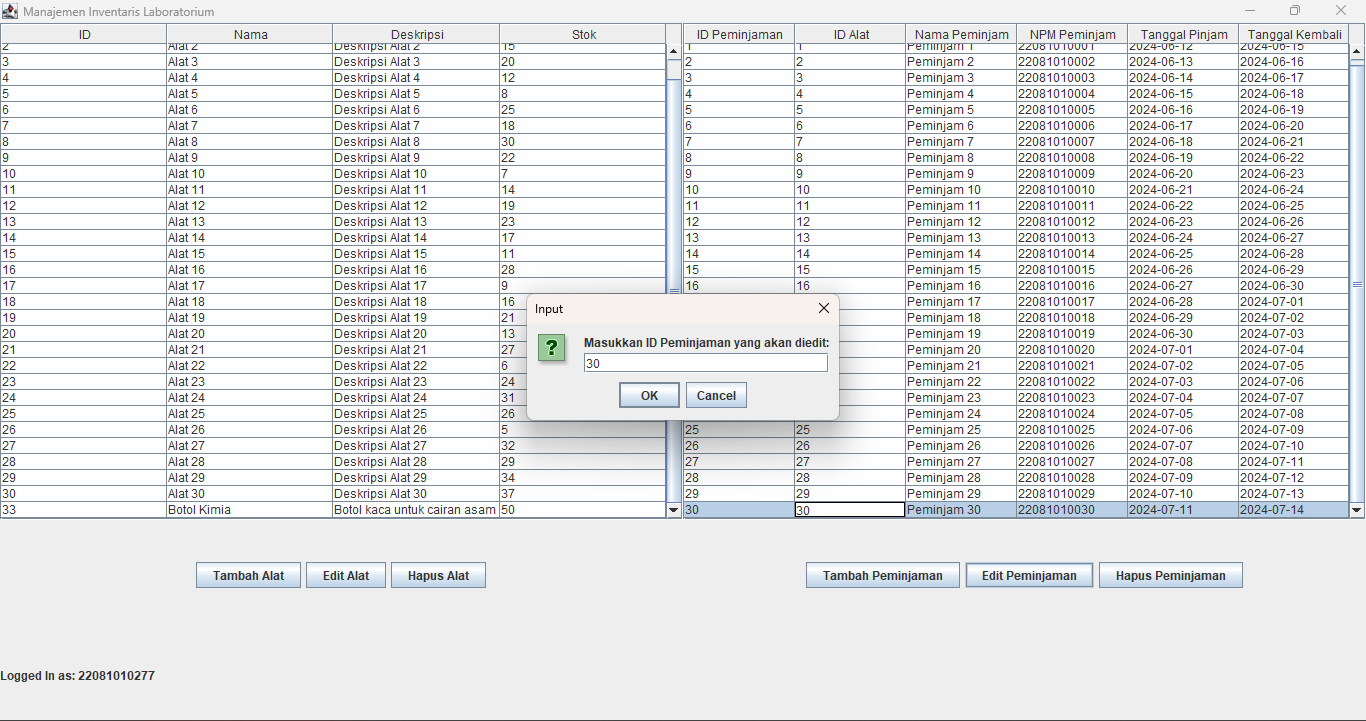 Manajemen Inventaris Laboratorium
ID Nama Deskripsi Stok ID Peminjaman ID Alat Nama Peminjam NPM Peminjam Tanggal Pinjam Tanggal Kembali
2 Alat 2 Deskripsi Alat 2 15 1 1 Peminjam 1 22081010001 2024-06-12 2024-06-15
3 Alat 3 Deskripsi Alat 3 20 2 2 Peminjam 2 22081010002 2024-06-13 2024-06-16
4 Alat 4 Deskripsi Alat 4 12 3 3 Peminjam 3 22081010003 2024-06-14 2024-06-17
5 Alat 5 Deskripsi Alat 5 8 4 4 Peminjam 4 22081010004 2024-06-15 2024-06-18
6 Alat 6 Deskripsi Alat 6 25 5 5 Peminjam 5 22081010005 2024-06-16 2024-06-19
7 Alat 7 Deskripsi Alat 7 18 6 6 Peminjam 6 22081010006 2024-06-17 2024-06-20
8 Alat 8 Deskripsi Alat 8 30 7 7 Peminjam 7 22081010007 2024-06-18 2024-06-21
9 Alat 9 Deskripsi Alat 9 22 8 8 Peminjam 8 22081010008 2024-06-19 2024-06-22
10 Alat 10 Deskripsi Alat 10 7 9 9 Peminjam 9 22081010009 2024-06-20 2024-06-23
11 Alat 11 Deskripsi Alat 11 14 10 10 Peminjam 10 22081010010 2024-06-21 2024-06-24
12 Alat 12 Deskripsi Alat 12 19 11 11 Peminjam 11 22081010011 2024-06-22 2024-06-25
13 Alat 13 Deskripsi Alat 13 23 12 12 Peminjam 12 22081010012 2024-06-23 2024-06-26
14 Alat 14 Deskripsi Alat 14 17 13 13 Peminjam 13 22081010013 2024-06-24 2024-06-27
15 Alat 15 Deskripsi Alat 15 11 14 14 Peminjam 14 22081010014 2024-06-25 2024-06-28
16 Alat 16 Deskripsi Alat 16 28 15 15 Peminjam 15 22081010015 2024-06-26 2024-06-29
17 Alat 17 Deskripsi Alat 17 9 16 16 Peminjam 16 22081010016 2024-06-27 2024-06-30
18 Alat 18 Deskripsi Alat 18 16 Peminjam 17 22081010017 2024-06-28 2024-07-01
19 Alat 19 Deskripsi Alat 19 21 Peminjam 18 22081010018 2024-06-29 2024-07-02
20 Alat 20 Deskripsi Alat 20 13 Peminjam 19 22081010019 2024-06-30 2024-07-03
21 Alat 21 Deskripsi Alat 21 27 Peminjam 20 22081010020 2024-07-01 2024-07-04
22 Alat 22 Deskripsi Alat 22 6 Peminjam 21 22081010021 2024-07-02 2024-07-05
23 Alat 23 Deskripsi Alat 23 24 Peminjam 22 22081010022 2024-07-03 2024-07-06
24 Alat 24 Deskripsi Alat 24 31 Peminjam 23 22081010023 2024-07-04 2024-07-07
25 Alat 25 Deskripsi Alat 25 26 Peminjam 24 22081010024 2024-07-05 2024-07-08
26 Alat 26 Deskripsi Alat 26 5 25 25 Peminjam 25 22081010025 2024-07-06 2024-07-09
27 Alat 27 Deskripsi Alat 27 32 26 26 Peminjam 26 22081010026 2024-07-07 2024-07-10
28 Alat 28 Deskripsi Alat 28 29 27 27 Peminjam 27 22081010027 2024-07-08 2024-07-11
29 Alat 29 Deskripsi Alat 29 34 28 28 Peminjam 28 22081010028 2024-07-09 2024-07-12
30 Alat 30 Deskripsi Alat 30 37 29 29 Peminjam 29 22081010029 2024-07-10 2024-07-13
33 Botol Kimia Botol kaca untuk cairan asam 50 30 30 Peminjam 30 22081010030 2024-07-11 2024-07-14
Input
?
Masukkan ID Peminjaman yang akan diedit:
30
OK Cancel
Tambah Alat Edit Alat Hapus Alat Tambah Peminjaman Edit Peminjaman Hapus Peminjaman
Logged In as: 22081010277